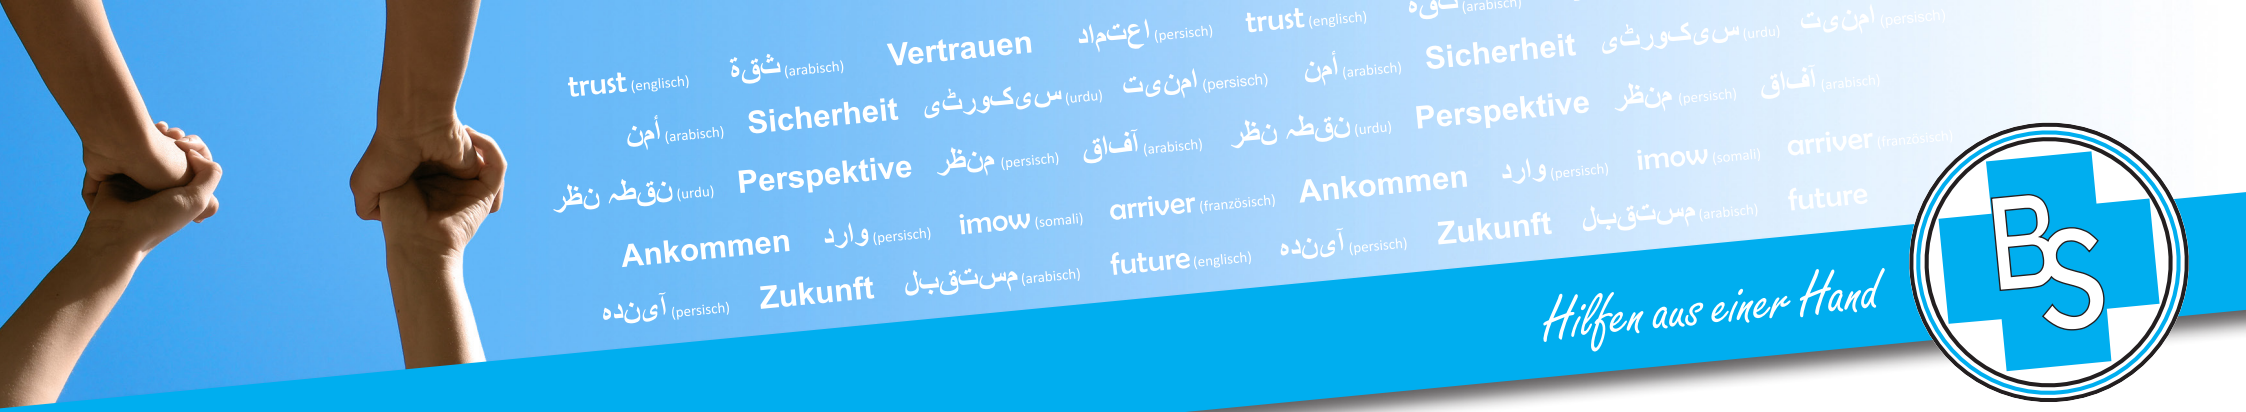 trust (englisch) ثقة (arabisch) Vertrauen اعتماد (persisch) trust (englisch) ثقة (arabisch)
أمن (arabisch) Sicherheit سیکورٹی (urdu) امنیت (persisch) أمن (arabisch) Sicherheit سیکورٹی (urdu) امنیت (persisch)
نقطہ نظر (urdu) Perspektive منظر (persisch) آفاق (arabisch) نقطہ نظر (urdu) Perspektive منظر (persisch) آفاق (arabisch)
Ankommen وارد (persisch) imow (somali) arriver (französisch) Ankommen وارد (persisch) imow (somali) arriver (französisch)
آینده (persisch) Zukunft مستقبل (arabisch) future (englisch) آینده (persisch) Zukunft مستقبل (arabisch) future
Hilfen aus einer Hand
BS